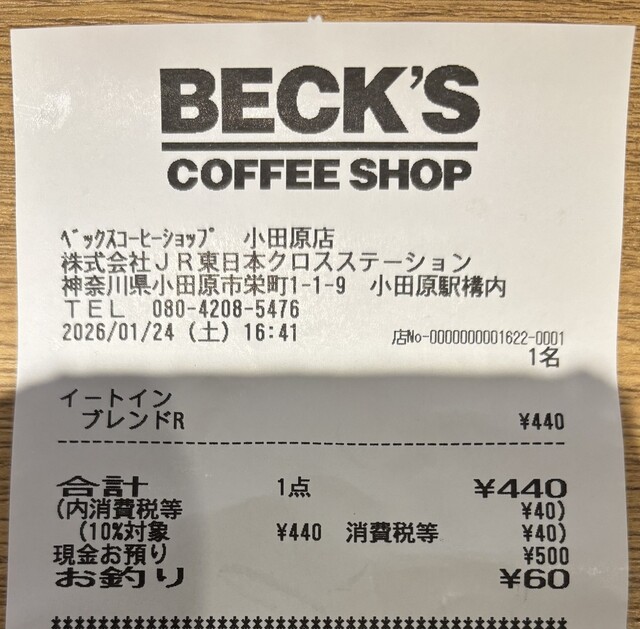 BECK'S
COFFEE SHOP
ﾍﾞｯｸｽｺｰﾋｰｼｮｯﾌﾟ 小田原店
株式会社ＪＲ東日本クロスステーション
神奈川県小田原市栄町1-1-9 小田原駅構内
ＴＥＬ 080-4208-5476
2026/01/24 (土) 16:41 店No-0000000001622-0001
1名
イートイン
ブレンドR ¥440
--------------------------------
合計 1点 ¥440
(内消費税等 ¥40)
(10%対象 ¥440 消費税等 ¥40)
現金お預り ¥500
お釣り ¥60
****************************************